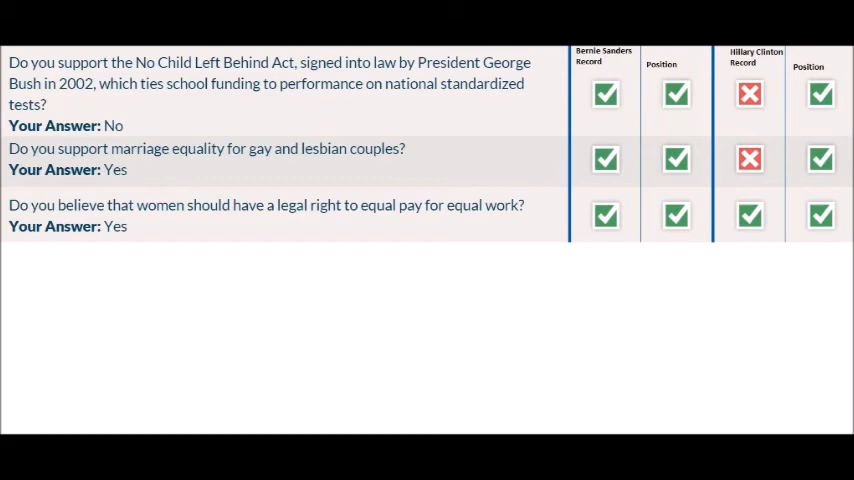 Bernie Sanders Hillary Clinton
Record Position Record Position
Do you support the No Child Left Behind Act, signed into law by President George
Bush in 2002, which ties school funding to performance on national standardized
tests?
Your Answer: No
Do you support marriage equality for gay and lesbian couples?
Your Answer: Yes
Do you believe that women should have a legal right to equal pay for equal work?
Your Answer: Yes